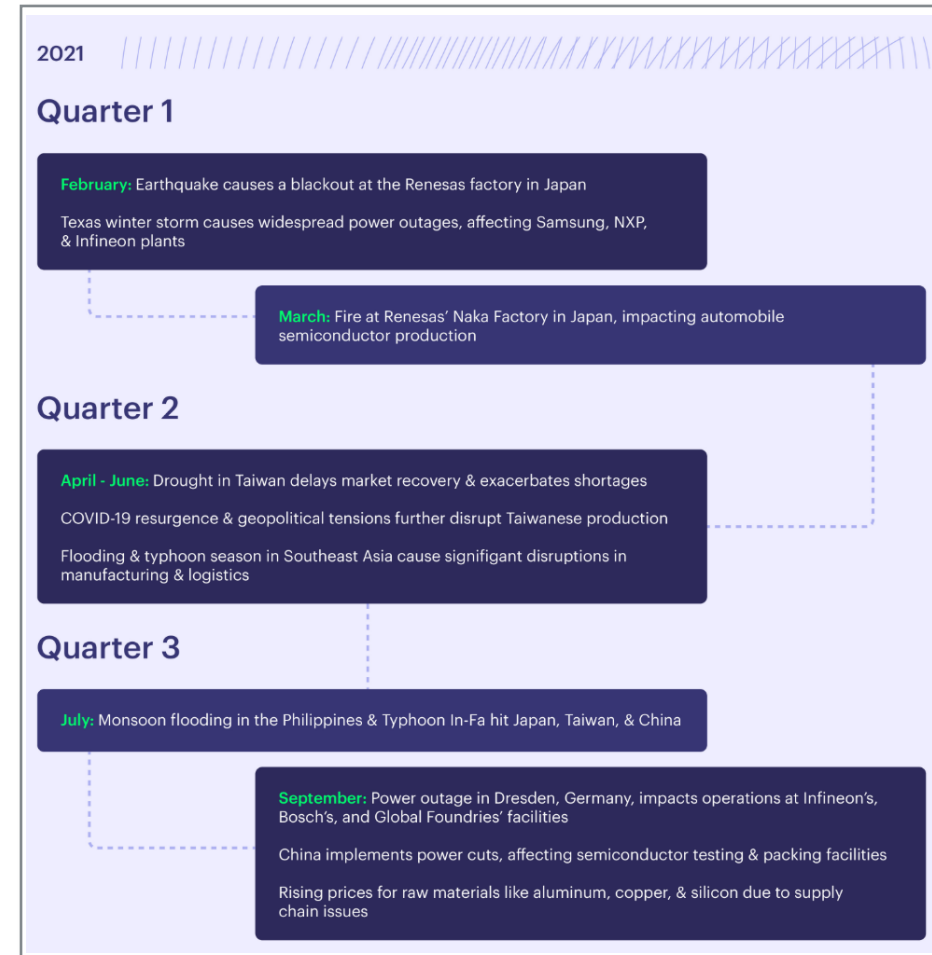 2021
Quarter 1
February: Earthquake causes a blackout at the Renesas factory in Japan
Texas winter storm causes widespread power outages, affecting Samsung, NXP,
& Infineon plants
March: Fire at Renesas’ Naka Factory in Japan, impacting automobile
semiconductor production
Quarter 2
April - June: Drought in Taiwan delays market recovery & exacerbates shortages
COVID-19 resurgence & geopolitical tensions further disrupt Taiwanese production
Flooding & typhoon season in Southeast Asia cause signifigant disruptions in
manufacturing & logistics
Quarter 3
July: Monsoon flooding in the Philippines & Typhoon In-Fa hit Japan, Taiwan, & China
September: Power outage in Dresden, Germany, impacts operations at Infineon’s,
Bosch’s, and Global Foundries’ facilities
China implements power cuts, affecting semiconductor testing & packing facilities
Rising prices for raw materials like aluminum, copper, & silicon due to supply
chain issues